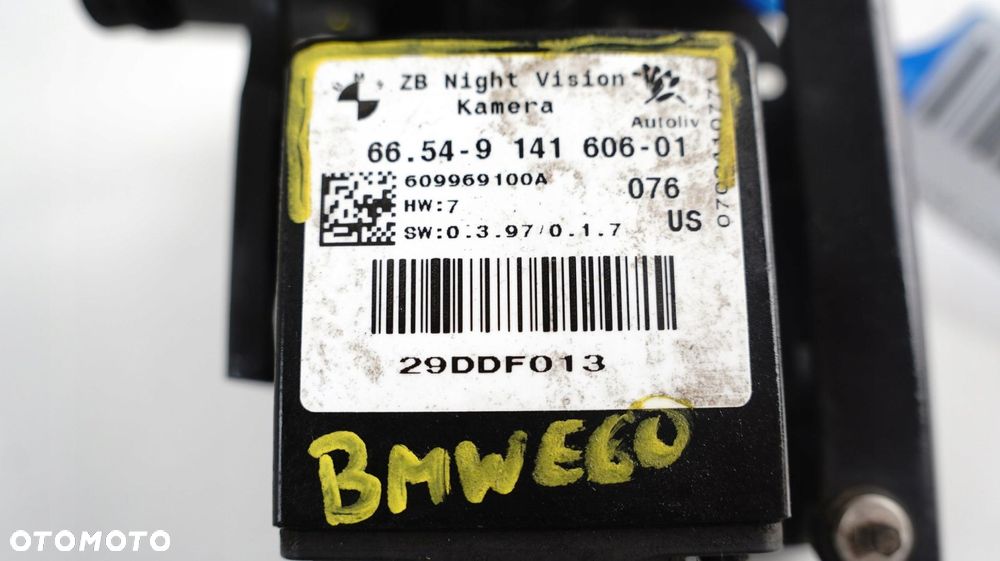 ZB Night Vision
Kamera
Autoliv
66.54-9 141 606-01
609969100A
076
HW:7
US
SW:0.3.97/0.1.7
29DDF013
BMWE60
OTOMOTO